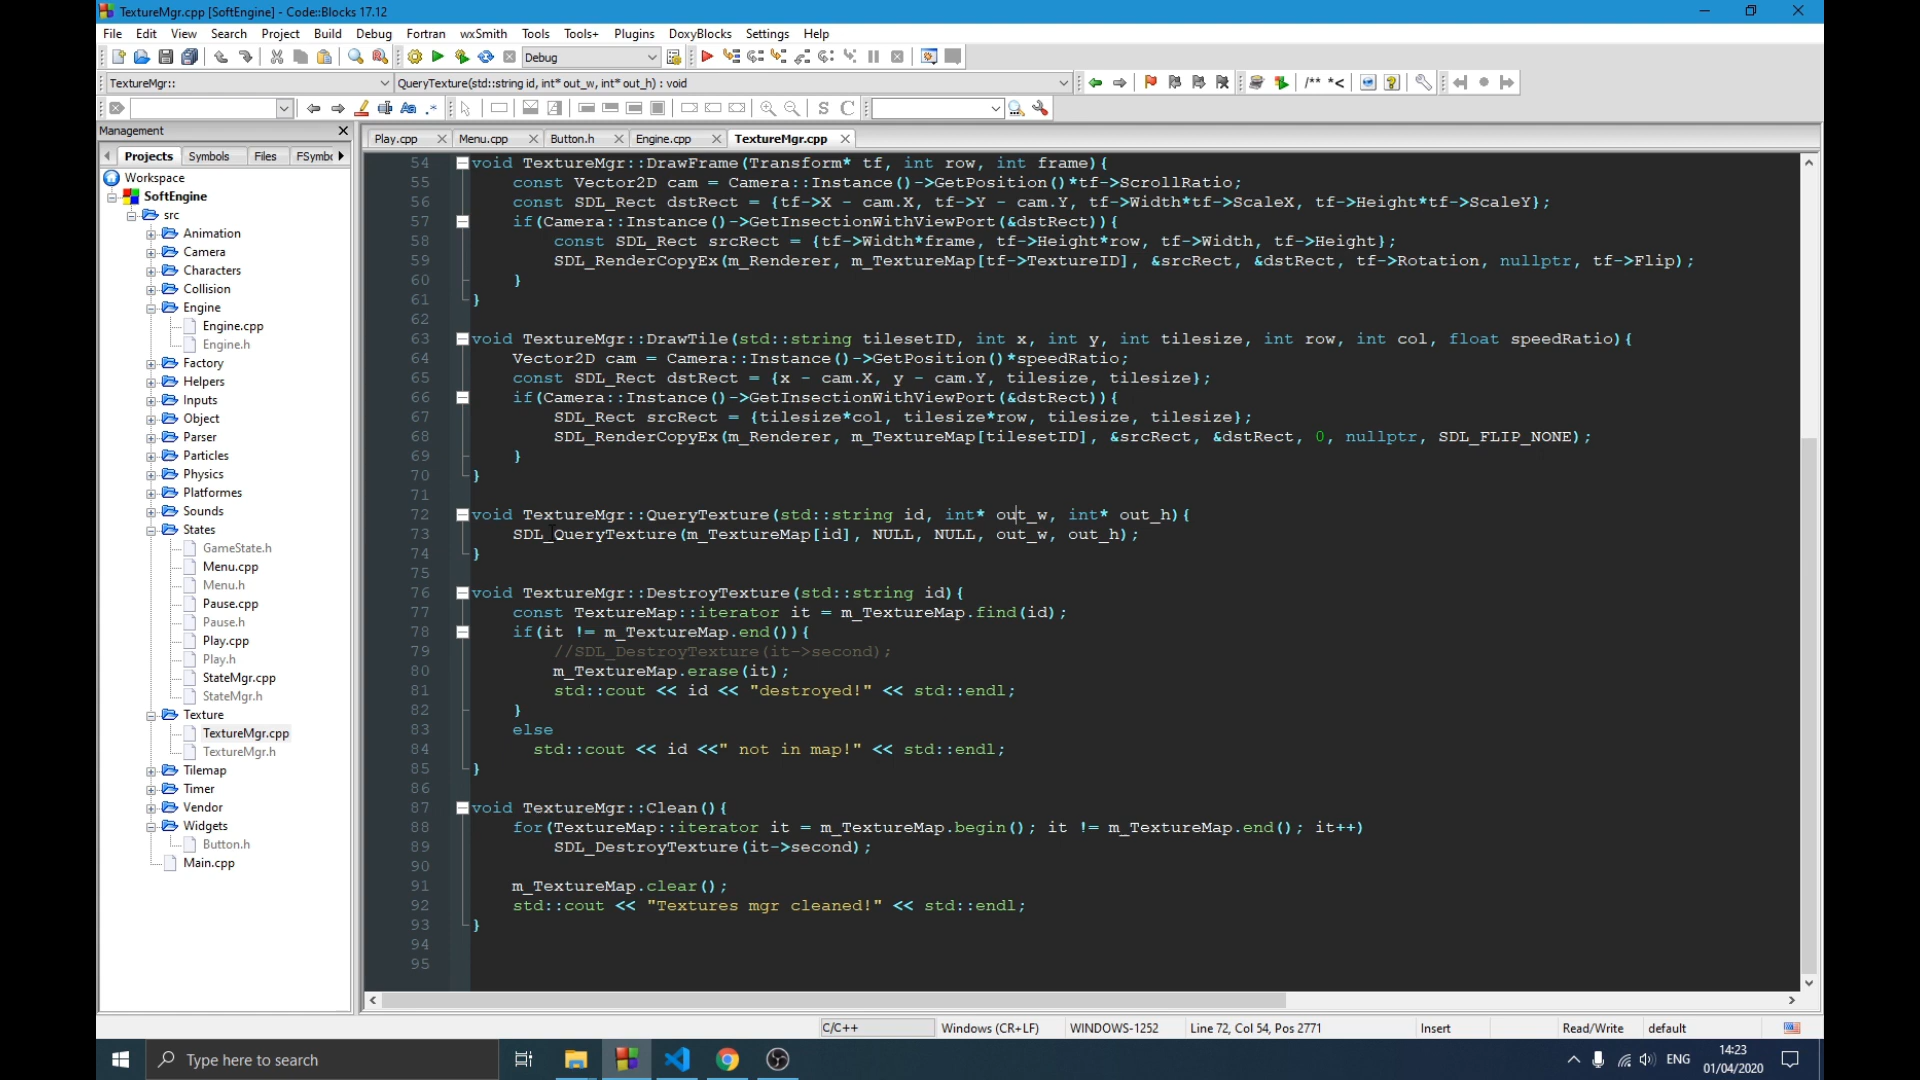 TextureMgr.cpp [SoftEngine] - Code::Blocks 17.12
File Edit View Search Project Build Debug Fortran wxSmith Tools Tools+ Plugins DoxyBlocks Settings Help
Debug
TextureMgr:: QueryTexture(std::string id, int* out_w, int* out_h) : void
/** *<
Aa .* S C
Management
Projects Symbols Files FSymbc
Workspace
SoftEngine
src
Animation
Camera
Characters
Collision
Engine
Engine.cpp
Engine.h
Factory
Helpers
Inputs
Object
Parser
Particles
Physics
Platformes
Sounds
States
GameState.h
Menu.cpp
Menu.h
Pause.cpp
Pause.h
Play.cpp
Play.h
StateMgr.cpp
StateMgr.h
Texture
TextureMgr.cpp
TextureMgr.h
Tilemap
Timer
Vendor
Widgets
Button.h
Main.cpp
Play.cpp Menu.cpp Button.h Engine.cpp TextureMgr.cpp
54 void TextureMgr::DrawFrame(Transform* tf, int row, int frame){
55 const Vector2D cam = Camera::Instance()->GetPosition()*tf->ScrollRatio;
56 const SDL_Rect dstRect = {tf->X - cam.X, tf->Y - cam.Y, tf->Width*tf->ScaleX, tf->Height*tf->ScaleY};
57 if(Camera::Instance()->GetInsectionWithViewPort(&dstRect)){
58 const SDL_Rect srcRect = {tf->Width*frame, tf->Height*row, tf->Width, tf->Height};
59 SDL_RenderCopyEx(m_Renderer, m_TextureMap[tf->TextureID], &srcRect, &dstRect, tf->Rotation, nullptr, tf->Flip);
60 }
61 }
62
63 void TextureMgr::DrawTile(std::string tilesetID, int x, int y, int tilesize, int row, int col, float speedRatio){
64 Vector2D cam = Camera::Instance()->GetPosition()*speedRatio;
65 const SDL_Rect dstRect = {x - cam.X, y - cam.Y, tilesize, tilesize};
66 if(Camera::Instance()->GetInsectionWithViewPort(&dstRect)){
67 SDL_Rect srcRect = {tilesize*col, tilesize*row, tilesize, tilesize};
68 SDL_RenderCopyEx(m_Renderer, m_TextureMap[tilesetID], &srcRect, &dstRect, 0, nullptr, SDL_FLIP_NONE);
69 }
70 }
71
72 void TextureMgr::QueryTexture(std::string id, int* out_w, int* out_h){
73 SDL_QueryTexture(m_TextureMap[id], NULL, NULL, out_w, out_h);
74 }
75
76 void TextureMgr::DestroyTexture(std::string id){
77 const TextureMap::iterator it = m_TextureMap.find(id);
78 if(it != m_TextureMap.end()){
79 //SDL_DestroyTexture(it->second);
80 m_TextureMap.erase(it);
81 std::cout << id << "destroyed!" << std::endl;
82 }
83 else
84 std::cout << id <<" not in map!" << std::endl;
85 }
86
87 void TextureMgr::Clean(){
88 for(TextureMap::iterator it = m_TextureMap.begin(); it != m_TextureMap.end(); it++)
89 SDL_DestroyTexture(it->second);
90
91 m_TextureMap.clear();
92 std::cout << "Textures mgr cleaned!" << std::endl;
93 }
94
95
C/C++ Windows (CR+LF) WINDOWS-1252 Line 72, Col 54, Pos 2771 Insert Read/Write default
Type here to search
ENG
14:23
01/04/2020